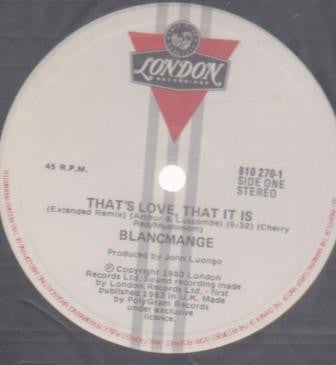 LONDON
RECORDINGS
45 R.P.M.
810 270-1
SIDE ONE
STEREO
THAT'S LOVE, THAT IT IS
(Extended Remix) (Arthur & Luscombe) (6-32) (Cherry
Red/Mushroom)
BLANCMANGE
Produced by John Luongo
Ⓟ Copyright 1983 London
Records Ltd. Sound recording made
by London Records Ltd. - first
published 1983 in U.K. Made
by PolyGram Records
under exclusive
licence.